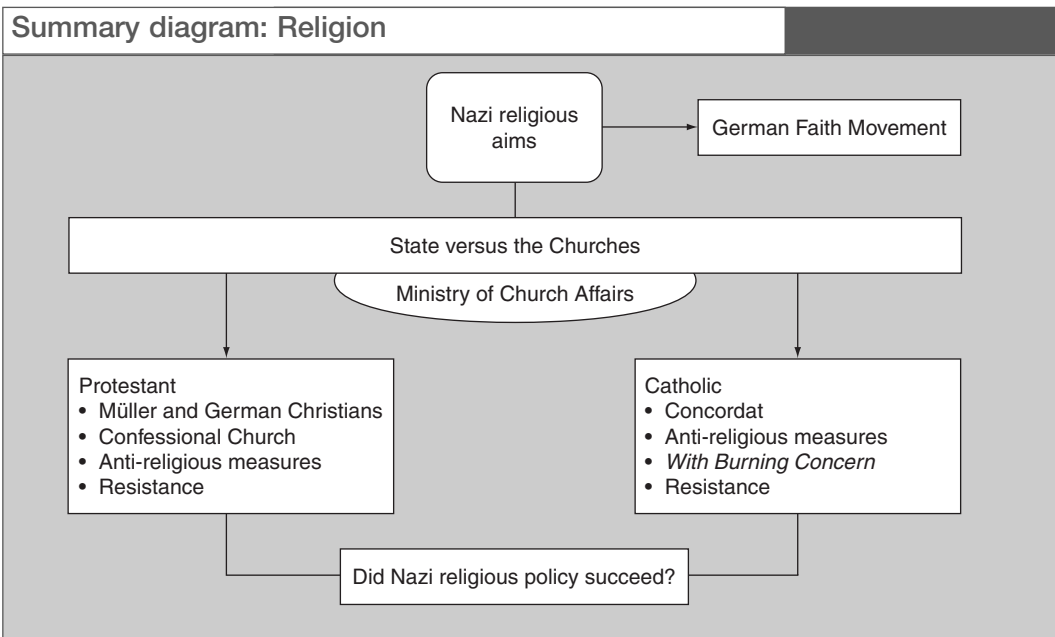 Summary diagram: Religion
Nazi religious
aims
German Faith Movement
State versus the Churches
Ministry of Church Affairs
Protestant
• Müller and German Christians
• Confessional Church
• Anti-religious measures
• Resistance
Catholic
• Concordat
• Anti-religious measures
• With Burning Concern
• Resistance
Did Nazi religious policy succeed?